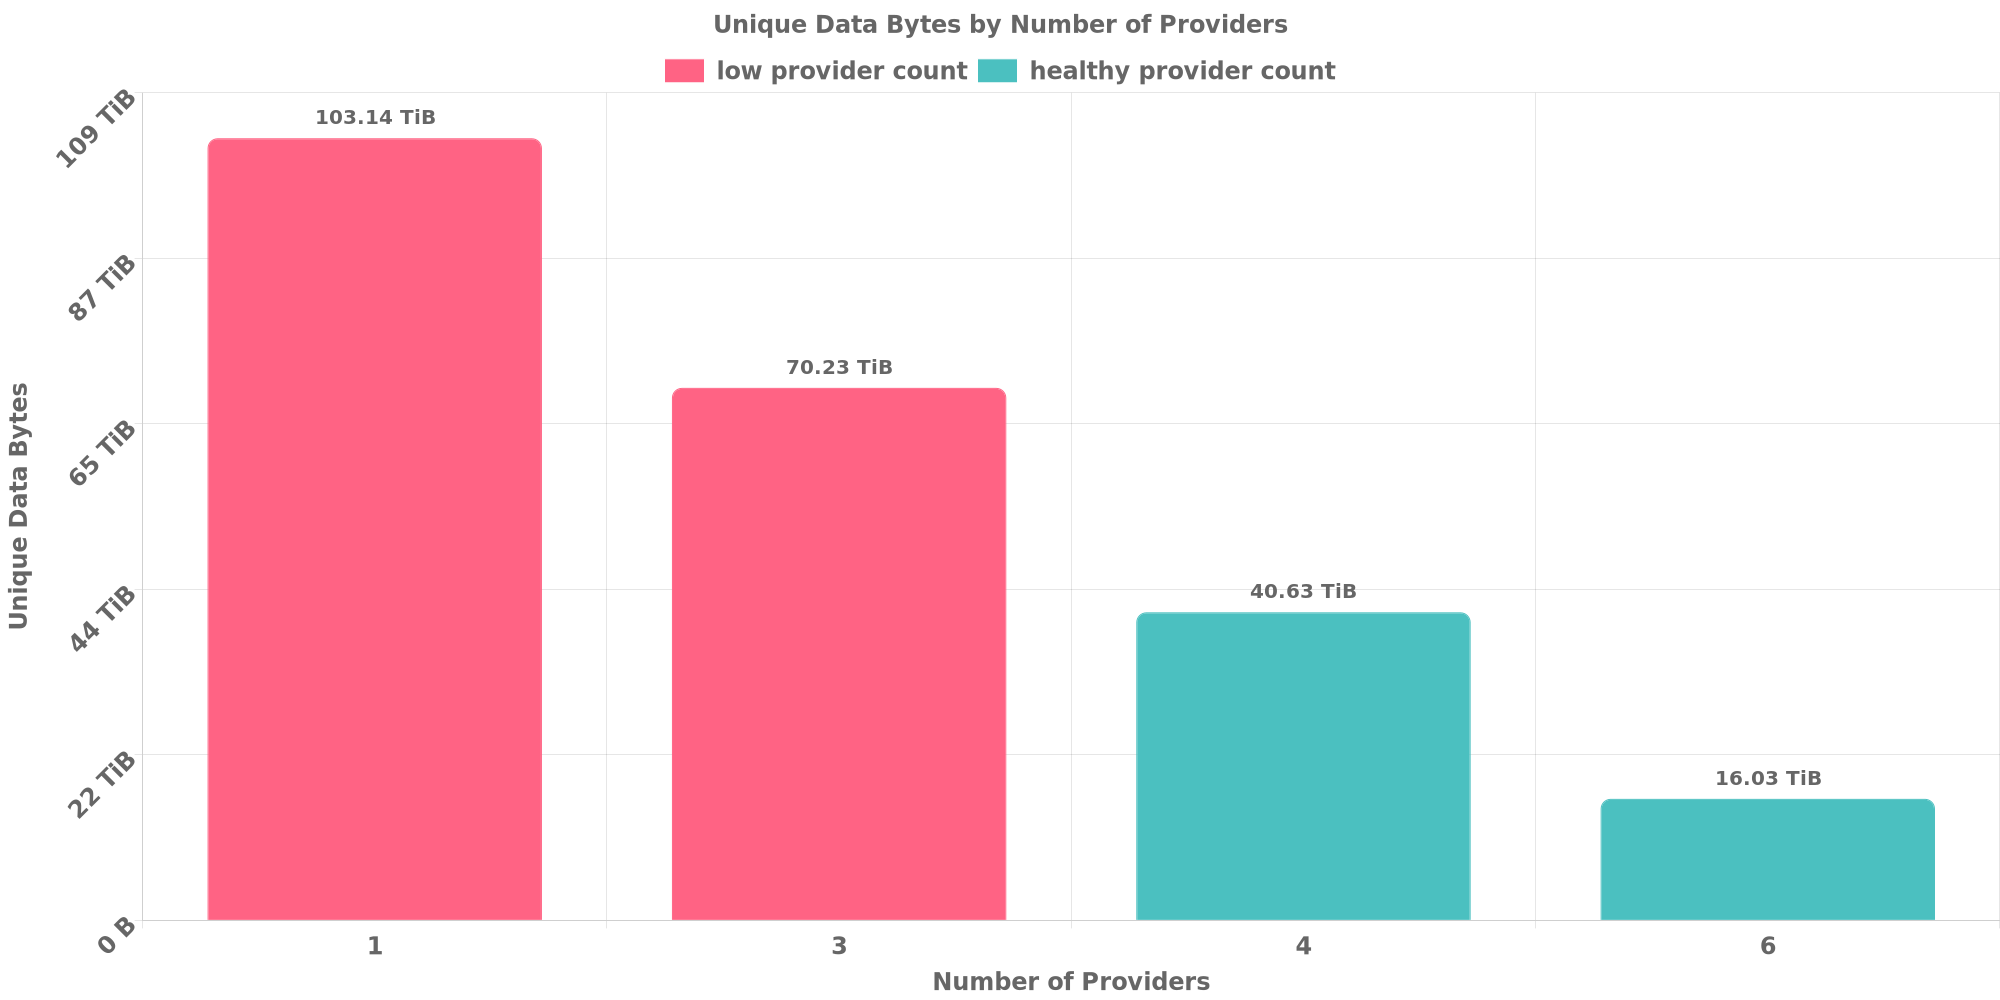 Unique Data Bytes by Number of Providers
low provider count healthy provider count
109 TiB
87 TiB
65 TiB
44 TiB
22 TiB
0 B
Unique Data Bytes
103.14 TiB
70.23 TiB
40.63 TiB
16.03 TiB
1 3 4 6
Number of Providers